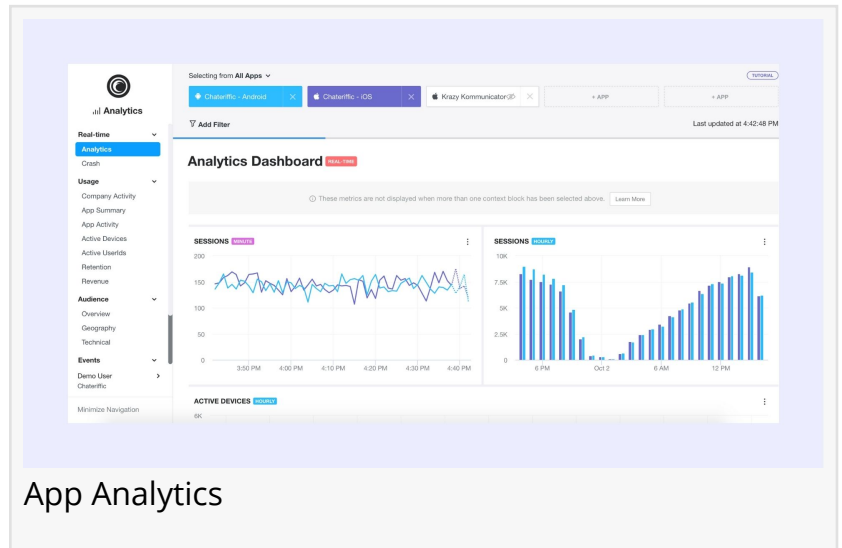 Analytics
Real-time
Analytics
Crash
Usage
Company Activity
App Summary
App Activity
Active Devices
Active UserIds
Retention
Revenue
Audience
Overview
Geography
Technical
Events
Demo User
Chateriffic
Minimize Navigation
Selecting from All Apps
TUTORIAL
Chateriffic - Android
Chateriffic - iOS
Krazy Kommunicator
+ APP
+ APP
Add Filter
Last updated at 4:42:48 PM
Analytics Dashboard REAL-TIME
These metrics are not displayed when more than one context block has been selected above. Learn More
SESSIONS MINUTE
200
150
100
50
0
3:50 PM 4:00 PM 4:10 PM 4:20 PM 4:30 PM 4:40 PM
SESSIONS HOURLY
10K
7.5K
5K
2.5K
0
6 PM Oct 2 6 AM 12 PM
ACTIVE DEVICES HOURLY
6K
App Analytics